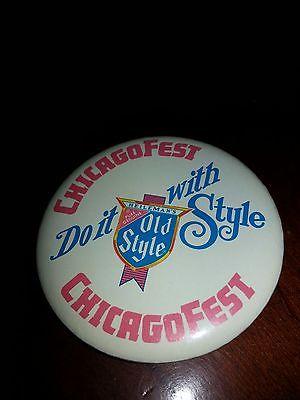 CHICAGOFEST
Do it with Style
HEILEMAN'S
Old
Style
CHICAGOFEST